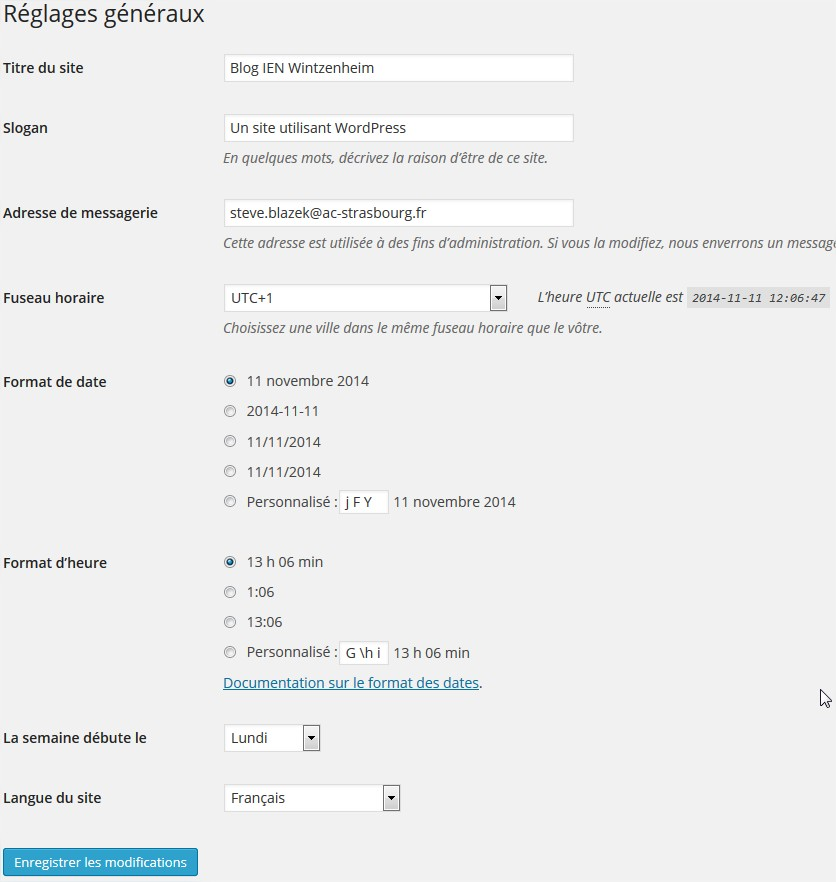 Réglages généraux
Titre du site Blog IEN Wintzenheim
Slogan Un site utilisant WordPress
En quelques mots, décrivez la raison d’être de ce site.
Adresse de messagerie steve.blazek@ac-strasbourg.fr
Cette adresse est utilisée à des fins d’administration. Si vous la modifiez, nous enverrons un message
Fuseau horaire UTC+1 L’heure UTC actuelle est 2014-11-11 12:06:47
Choisissez une ville dans le même fuseau horaire que le vôtre.
Format de date 11 novembre 2014
2014-11-11
11/11/2014
11/11/2014
Personnalisé : j F Y 11 novembre 2014
Format d’heure 13 h 06 min
1:06
13:06
Personnalisé : G \h i 13 h 06 min
Documentation sur le format des dates.
La semaine débute le Lundi
Langue du site Français
Enregistrer les modifications